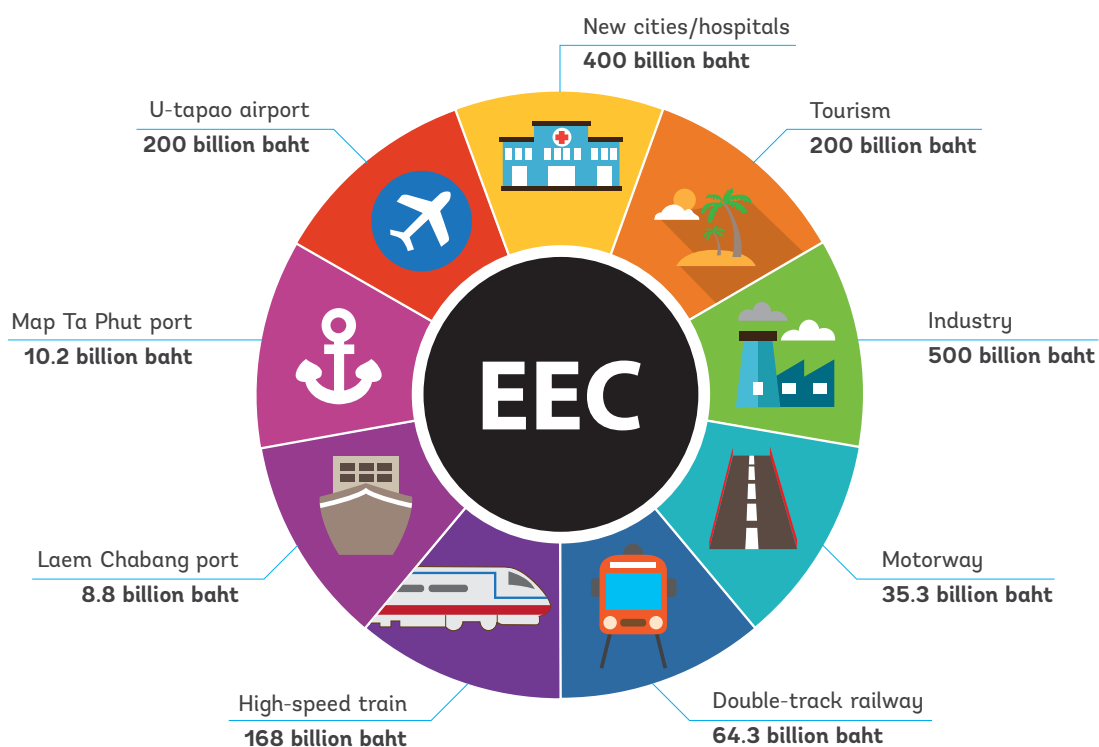 New cities/hospitals
400 billion baht
Tourism
200 billion baht
Industry
500 billion baht
Motorway
35.3 billion baht
Double-track railway
64.3 billion baht
High-speed train
168 billion baht
Laem Chabang port
8.8 billion baht
Map Ta Phut port
10.2 billion baht
U-tapao airport
200 billion baht
EEC